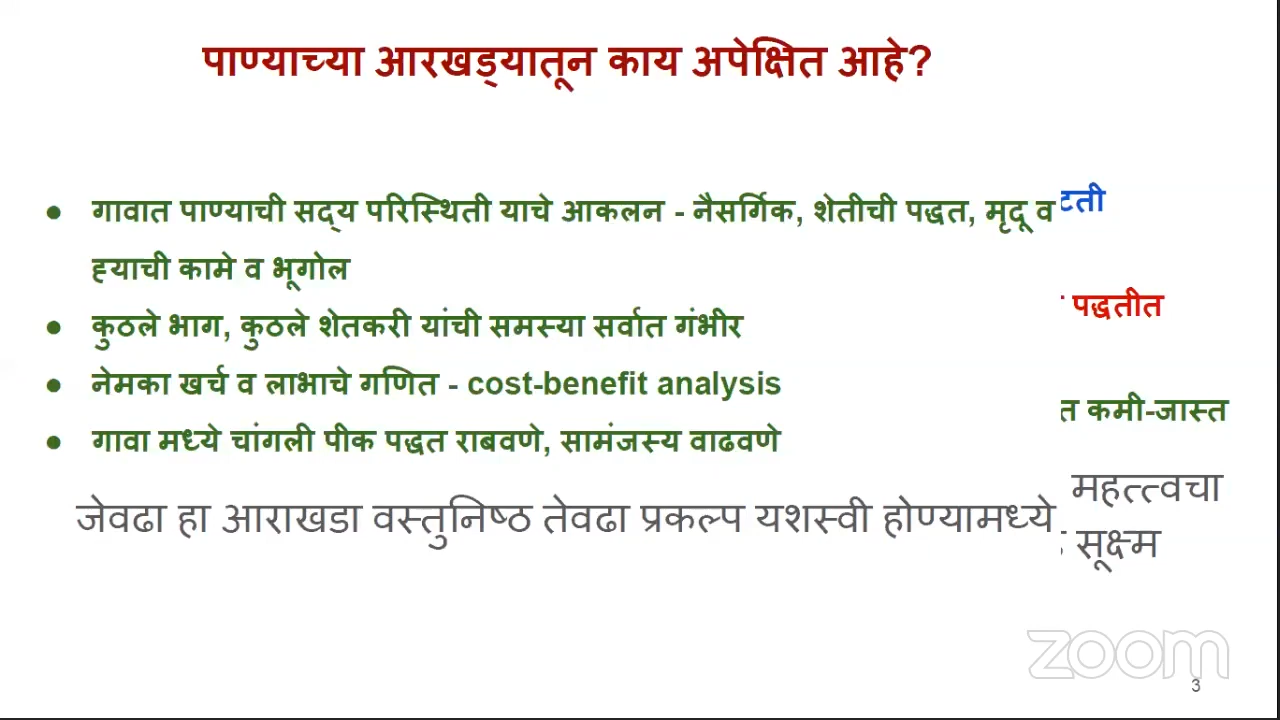 पाण्याच्या आरखड्यातून काय अपेक्षित आहे?
गावात पाण्याची सद्य परिस्थिती याचे आकलन - नैसर्गिक, शेतीची पद्धत, मृदू व
ह्याची कामे व भूगोल
कुठले भाग, कुठले शेतकरी यांची समस्या सर्वात गंभीर
नेमका खर्च व लाभाचे गणित - cost-benefit analysis
गावा मध्ये चांगली पीक पद्धत राबवणे, सामंजस्य वाढवणे
जेवढा हा आराखडा वस्तुनिष्ठ तेवढा प्रकल्प यशस्वी होण्यामध्ये
टती
पद्धतीत
त कमी-जास्त
महत्त्वचा
सूक्ष्म
zoom
3